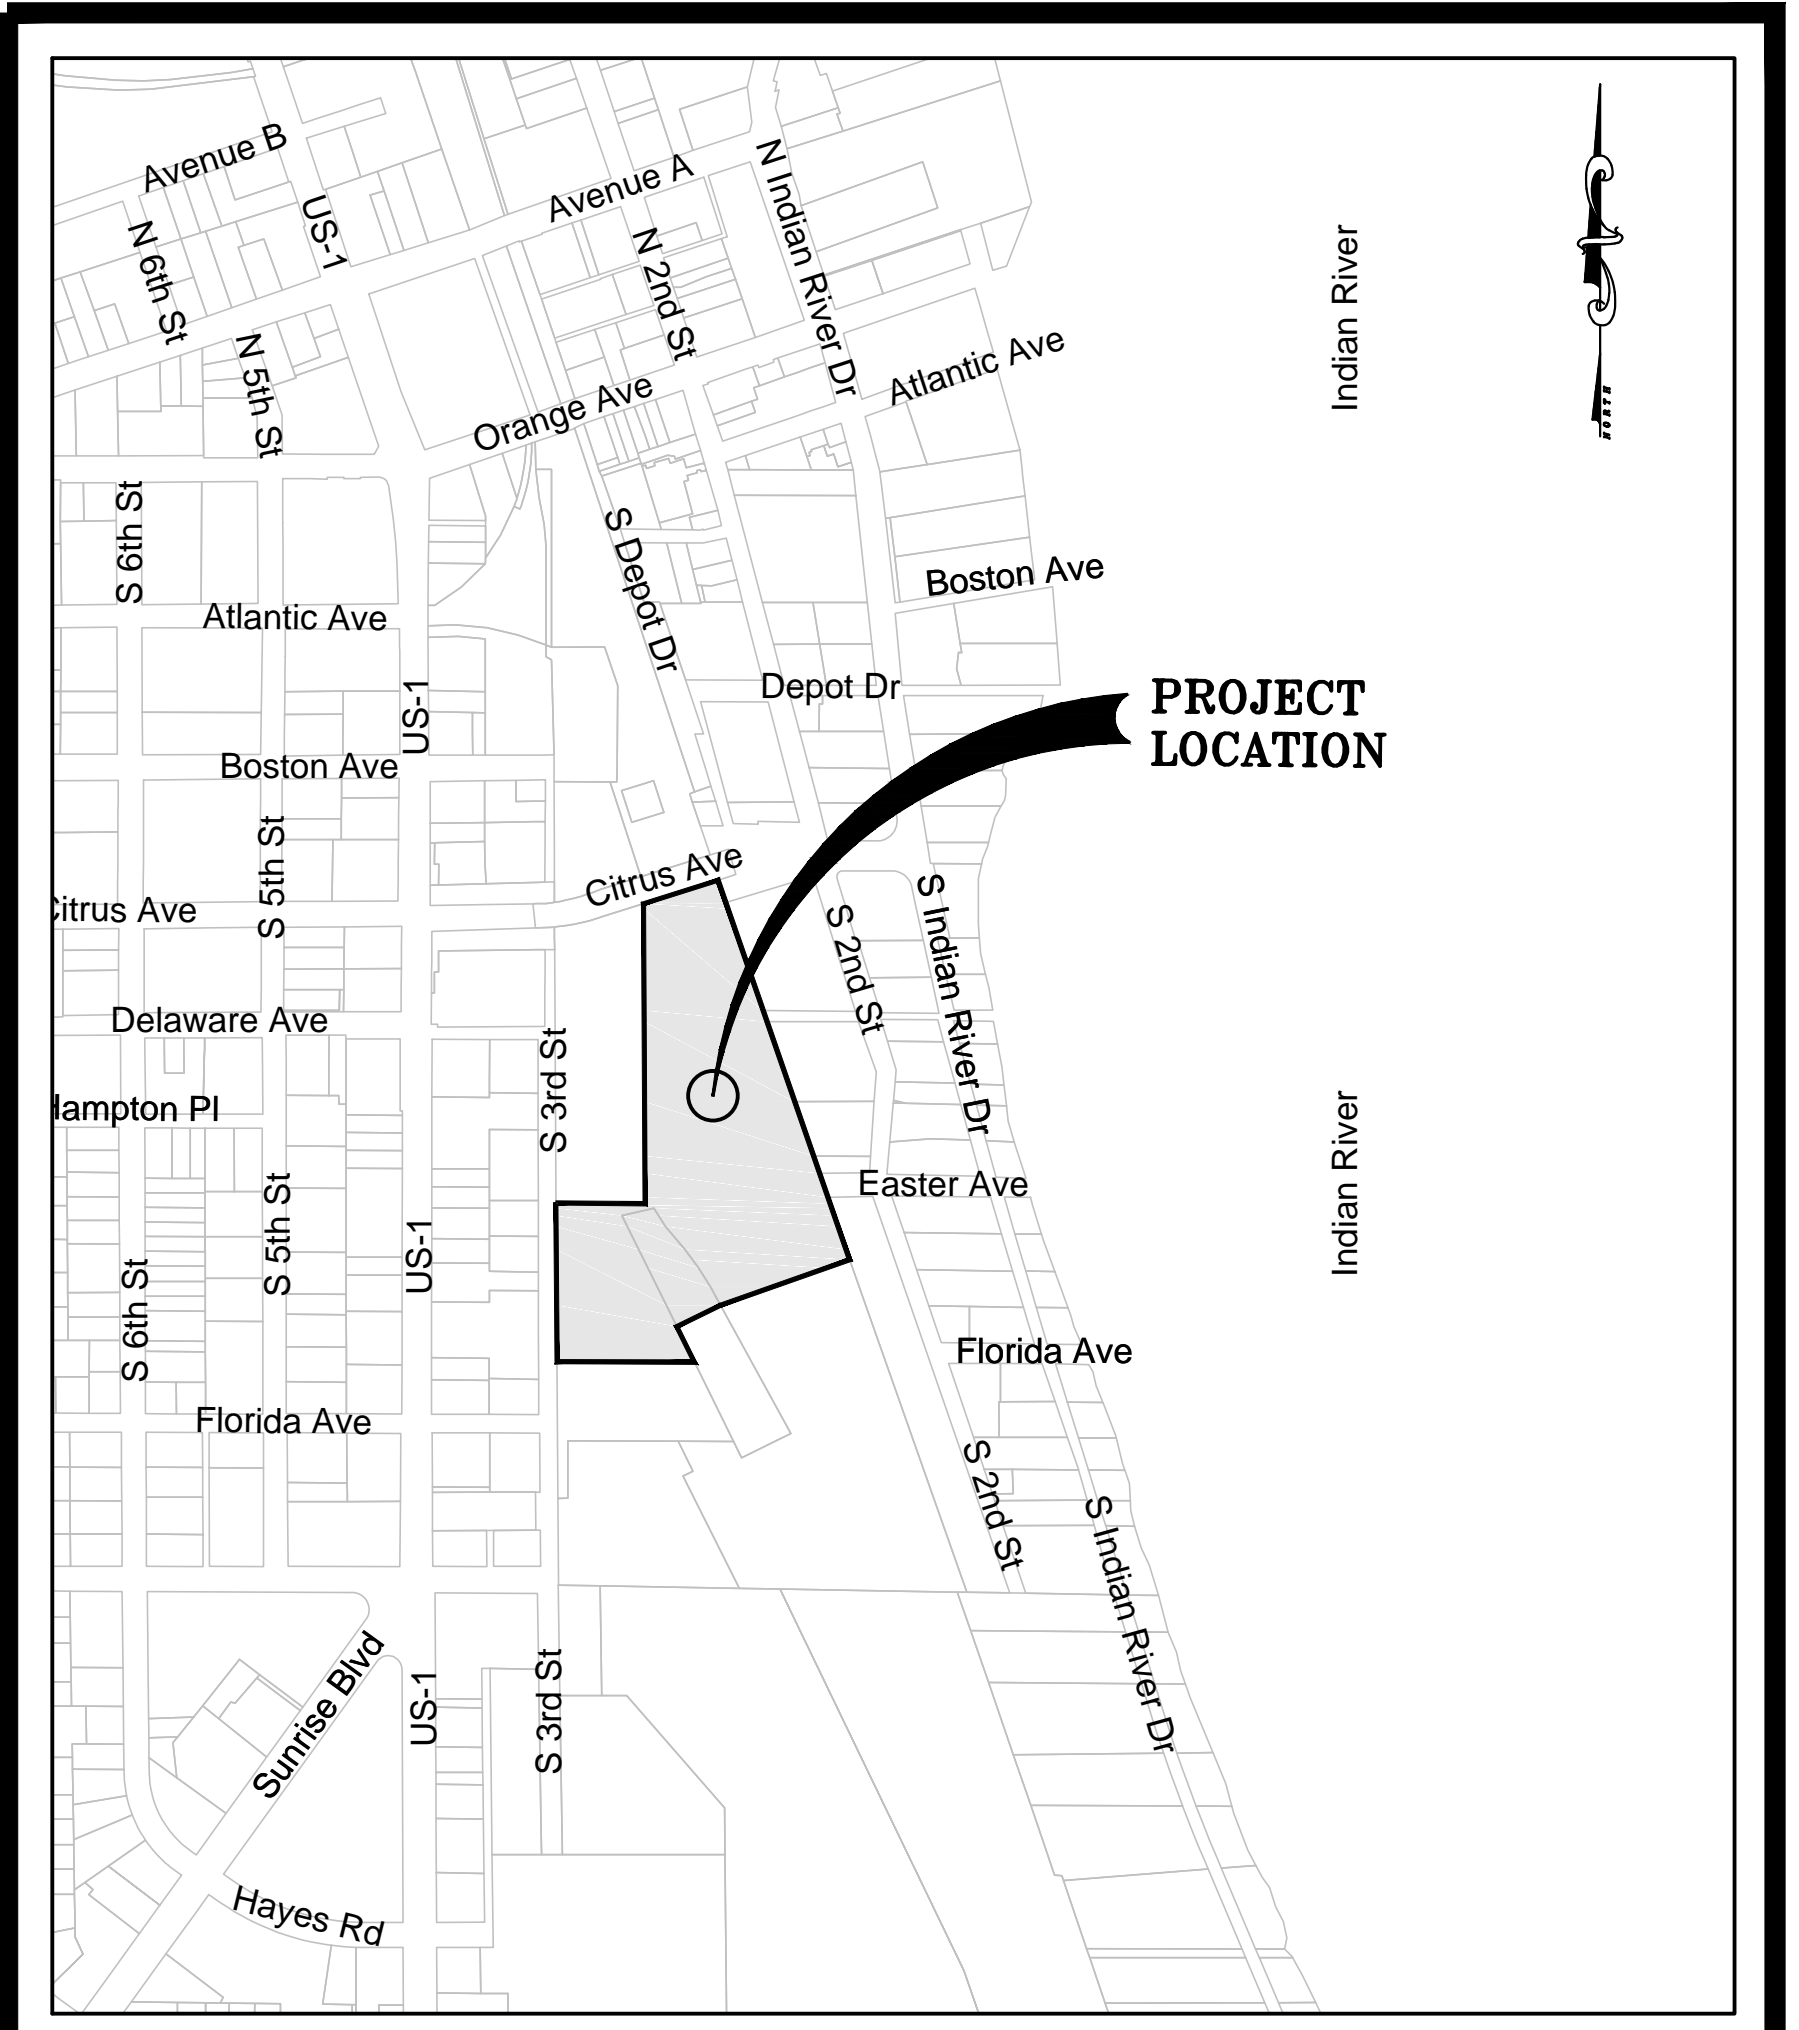 Avenue B
Avenue A
N Indian River Dr
US-1
N 6th St
N 2nd St
Indian River
NORTH
N 5th St
Atlantic Ave
Orange Ave
S 6th St
S Depot Dr
Boston Ave
Atlantic Ave
Depot Dr
PROJECT
LOCATION
US-1
Boston Ave
S 5th St
Citrus Ave
Citrus Ave
S 2nd St
S Indian River Dr
Delaware Ave
S 3rd St
Hampton Pl
Easter Ave
Indian River
S 5th St
US-1
S 6th St
Florida Ave
Florida Ave
S 2nd St
S Indian River Dr
Sunrise Blvd
US-1
S 3rd St
Hayes Rd